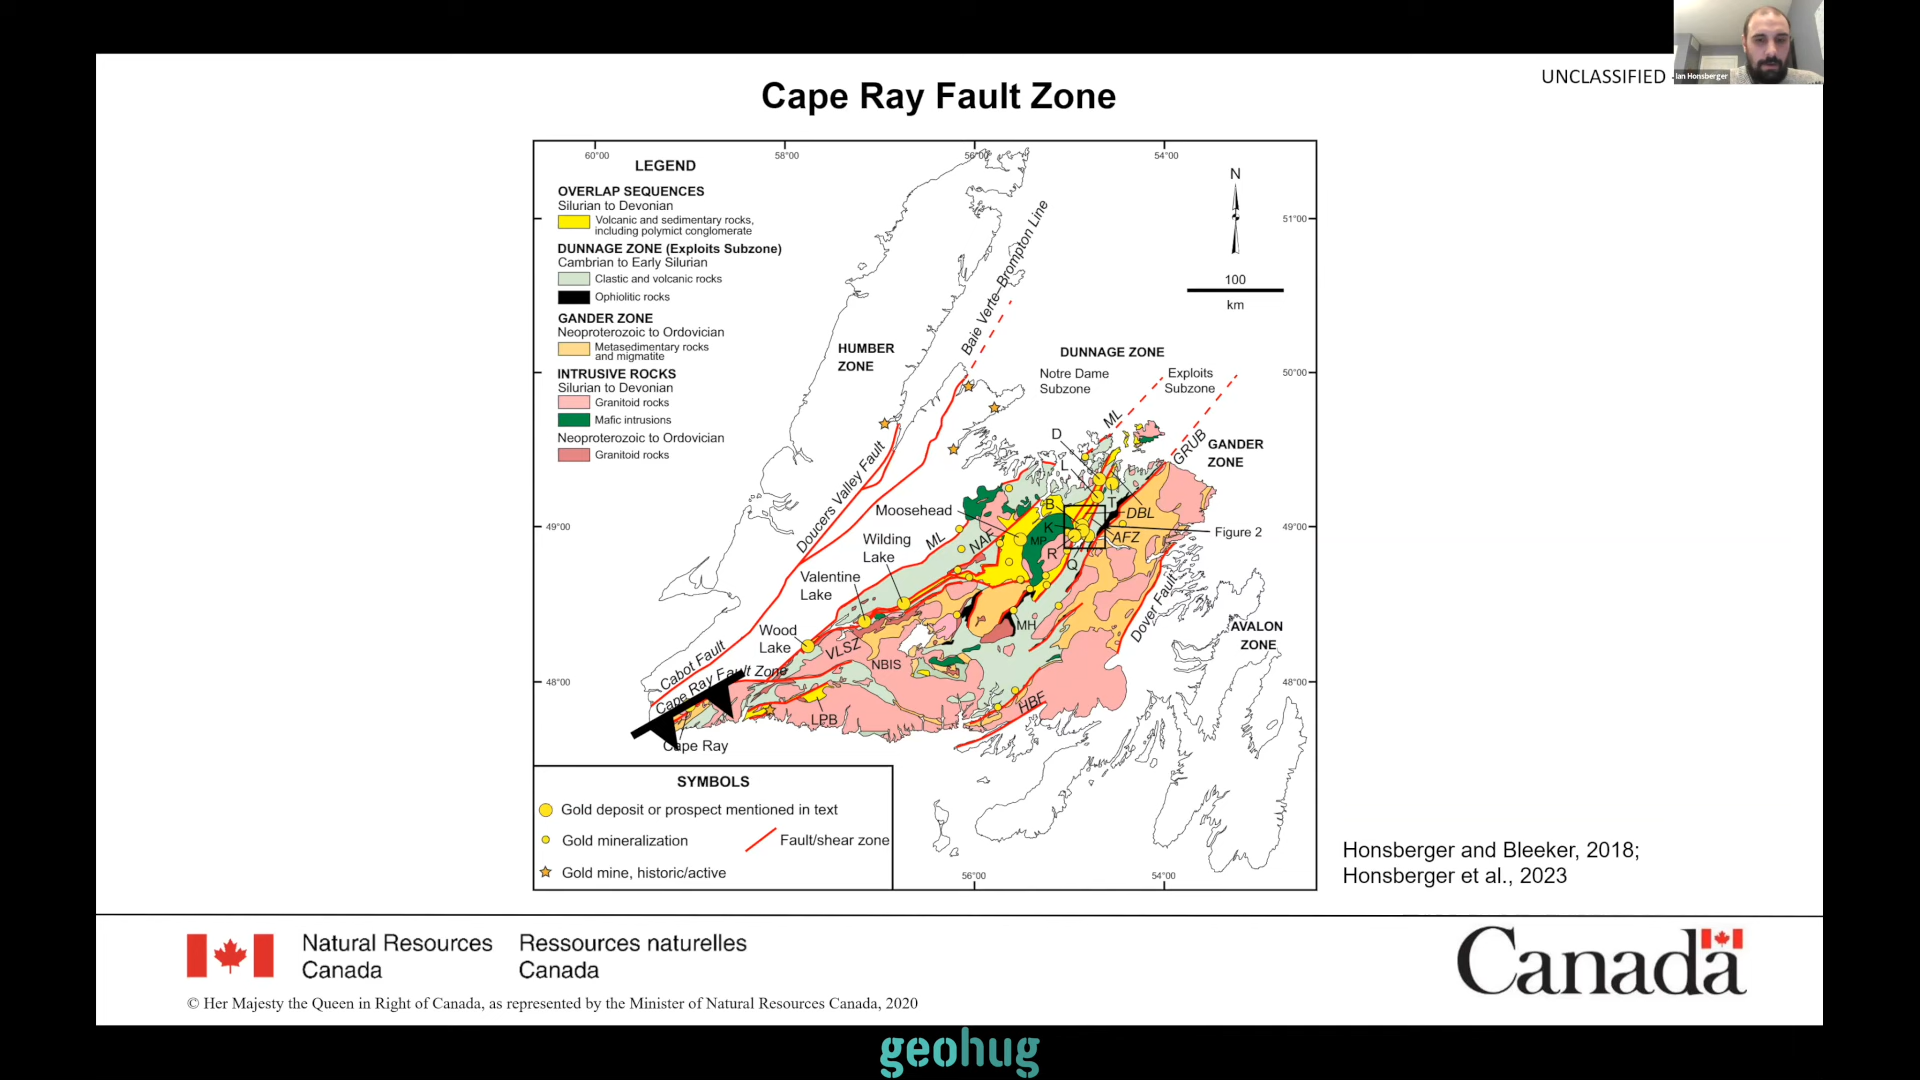 UNCLASSIFIED -
Ian Honsberger
Cape Ray Fault Zone
60°00
58°00
56°00
54°00
LEGEND
OVERLAP SEQUENCES
Silurian to Devonian
Volcanic and sedimentary rocks,
including polymict conglomerate
DUNNAGE ZONE (Exploits Subzone)
Cambrian to Early Silurian
Clastic and volcanic rocks
Ophiolitic rocks
GANDER ZONE
Neoproterozoic to Ordovician
Metasedimentary rocks
and migmatite
INTRUSIVE ROCKS
Silurian to Devonian
Granitoid rocks
Mafic intrusions
Neoproterozoic to Ordovician
Granitoid rocks
N
100
km
51°00
50°00
49°00
48°00
49°00
48°00
Baie Verte-Brompton Line
HUMBER
ZONE
DUNNAGE ZONE
Notre Dame
Subzone
Exploits
Subzone
ML
GRUB
GANDER
ZONE
D
L
T
B
K
MP
R
Q
DBL
AFZ
Figure 2
Doucers Valley Fault
Moosehead
Wilding
Lake
ML
NAF
Valentine
Lake
Wood
Lake
VLSZ
NBIS
MH
Dover Fault
AVALON
ZONE
Cabot Fault
Cape Ray Fault Zone
LPB
HBF
Cape Ray
SYMBOLS
Gold deposit or prospect mentioned in text
Gold mineralization
Fault/shear zone
Gold mine, historic/active
56°00
54°00
Honsberger and Bleeker, 2018;
Honsberger et al., 2023
Natural Resources
Canada
Ressources naturelles
Canada
Canada
© Her Majesty the Queen in Right of Canada, as represented by the Minister of Natural Resources Canada, 2020
geohug